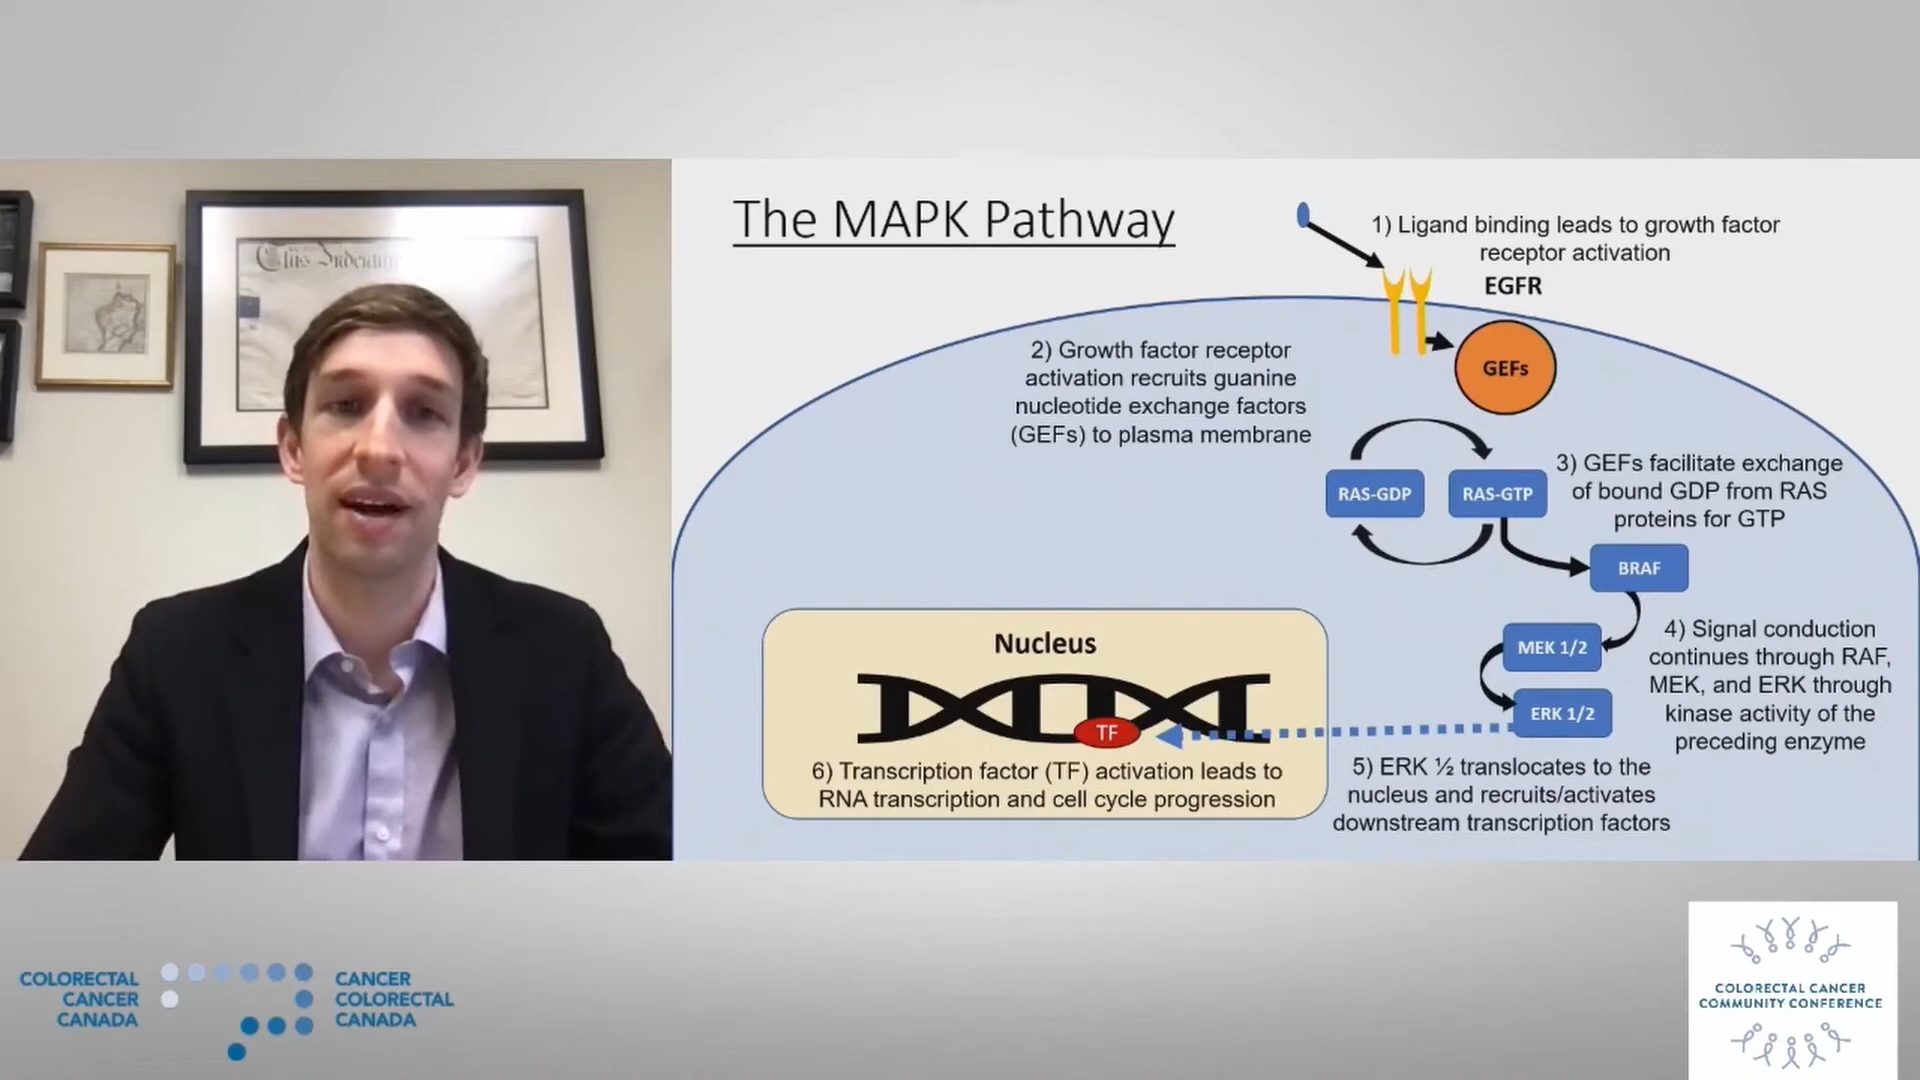 The MAPK Pathway
1) Ligand binding leads to growth factor
receptor activation
EGFR
GEFs
2) Growth factor receptor
activation recruits guanine
nucleotide exchange factors
(GEFs) to plasma membrane
RAS-GDP
RAS-GTP
3) GEFs facilitate exchange
of bound GDP from RAS
proteins for GTP
BRAF
MEK 1/2
ERK 1/2
4) Signal conduction
continues through RAF,
MEK, and ERK through
kinase activity of the
preceding enzyme
5) ERK ½ translocates to the
nucleus and recruits/activates
downstream transcription factors
Nucleus
TF
6) Transcription factor (TF) activation leads to
RNA transcription and cell cycle progression
COLORECTAL
CANCER
CANADA
CANCER
COLORECTAL
CANADA
COLORECTAL CANCER
COMMUNITY CONFERENCE